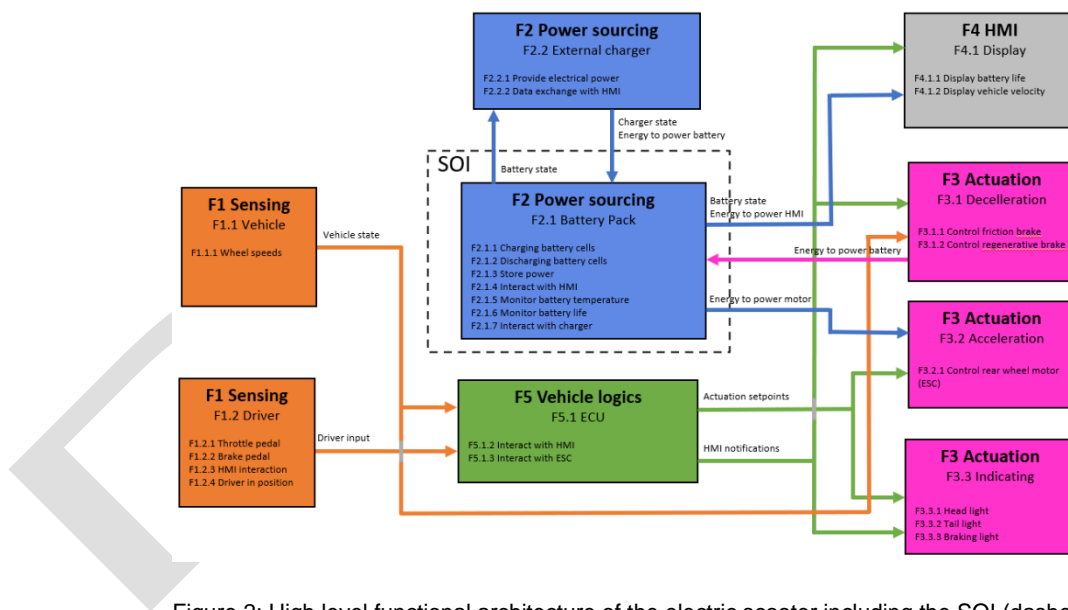 F2 Power sourcing
F2.2 External charger
F2.2.1 Provide electrical power
F2.2.2 Data exchange with HMI
F4 HMI
F4.1 Display
F4.1.1 Display battery life
F4.1.2 Display vehicle velocity
Charger state
Energy to power battery
SOI
Battery state
F1 Sensing
F1.1 Vehicle
F1.1.1 Wheel speeds
Vehicle state
F2 Power sourcing
F2.1 Battery Pack
F2.1.1 Charging battery cells
F2.1.2 Discharging battery cells
F2.1.3 Store power
F2.1.4 Interact with HMI
F2.1.5 Monitor battery temperature
F2.1.6 Monitor battery life
F2.1.7 Interact with charger
Battery state
Energy to power HMI
Energy to power battery
Energy to power motor
F3 Actuation
F3.1 Decelleration
F3.1.1 Control friction brake
F3.1.2 Control regenerative brake
F3 Actuation
F3.2 Acceleration
F3.2.1 Control rear wheel motor
(ESC)
F1 Sensing
F1.2 Driver
F1.2.1 Throttle pedal
F1.2.2 Brake pedal
F1.2.3 HMI interaction
F1.2.4 Driver in position
Driver input
F5 Vehicle logics
F5.1 ECU
F5.1.2 Interact with HMI
F5.1.3 Interact with ESC
Actuation setpoints
HMI notifications
F3 Actuation
F3.3 Indicating
F3.3.1 Head light
F3.3.2 Tail light
F3.3.3 Braking light
Figure 2: High level functional architecture of the electric scooter including the SOI (dashe